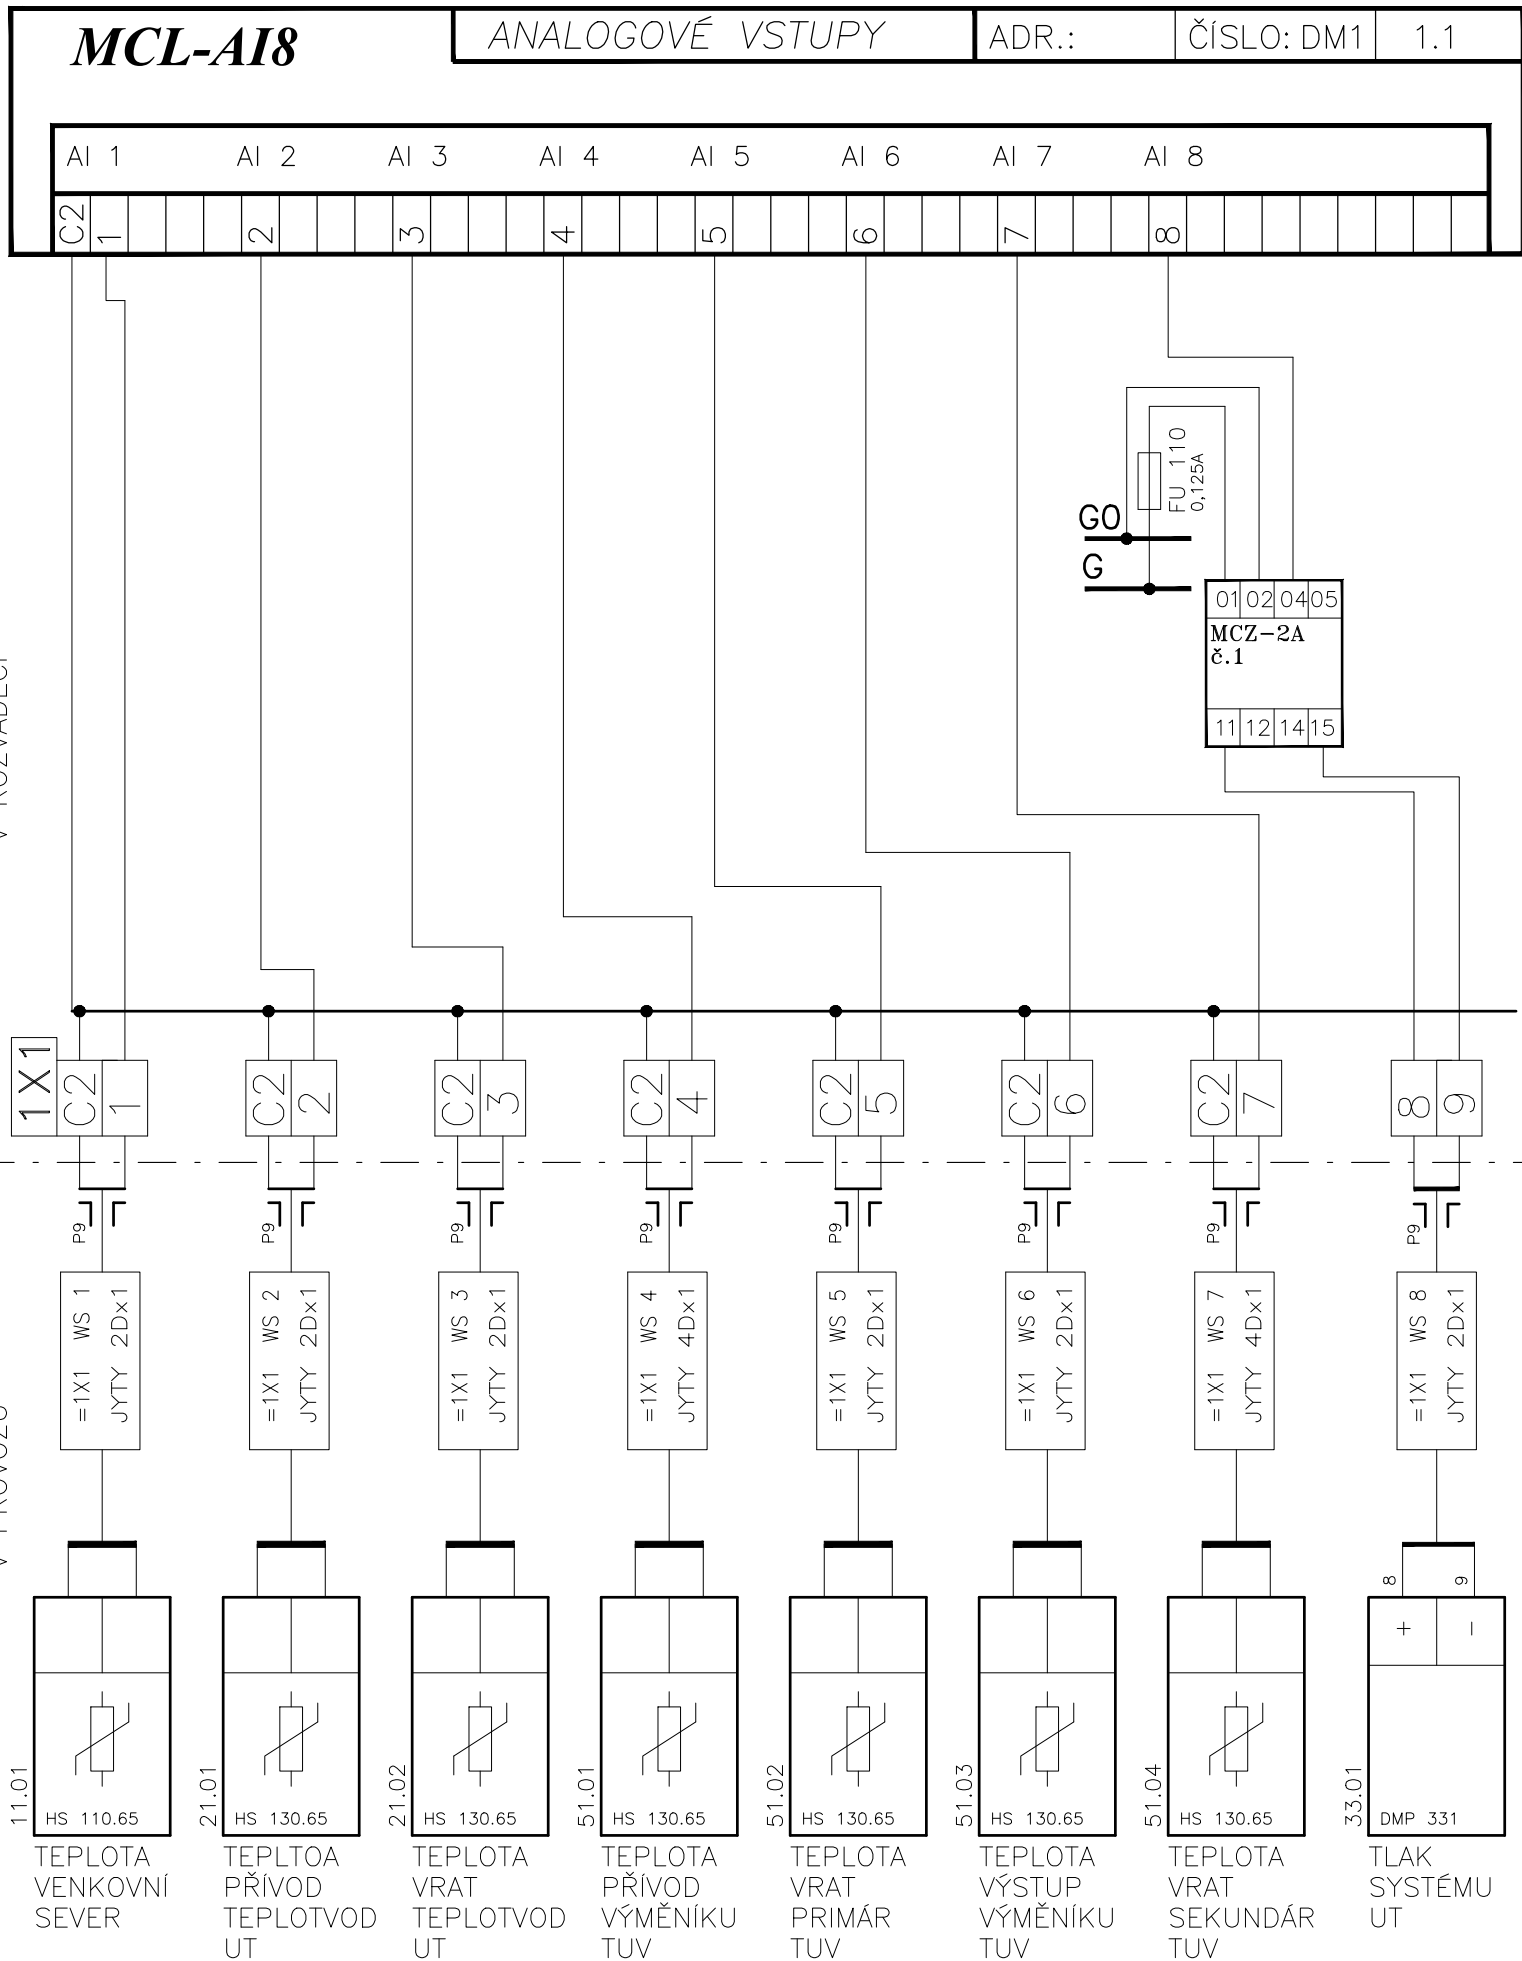 MCL-AI8
ANALOGOVÉ VSTUPY
ADR.:
ČÍSLO: DM1
1.1
AI 1
AI 2
AI 3
AI 4
AI 5
AI 6
AI 7
AI 8
C2
1
2
3
4
5
6
7
8
FU 110
0,125A
G0
G
01 02 04 05
MCZ-2A
č.1
11 12 14 15
1X1
C2 1
C2 2
C2 3
C2 4
C2 5
C2 6
C2 7
8 9
P9
P9
P9
P9
P9
P9
P9
P9
=1X1 WS 1
JYTY 2Dx1
=1X1 WS 2
JYTY 2Dx1
=1X1 WS 3
JYTY 2Dx1
=1X1 WS 4
JYTY 4Dx1
=1X1 WS 5
JYTY 2Dx1
=1X1 WS 6
JYTY 2Dx1
=1X1 WS 7
JYTY 4Dx1
=1X1 WS 8
JYTY 2Dx1
8
9
+
-
11.01
HS 110.65
21.01
HS 130.65
21.02
HS 130.65
51.01
HS 130.65
51.02
HS 130.65
51.03
HS 130.65
51.04
HS 130.65
33.01
DMP 331
TEPLOTA
VENKOVNÍ
SEVER
TEPLTOA
PŘÍVOD
TEPLOTVOD
UT
TEPLOTA
VRAT
TEPLOTVOD
UT
TEPLOTA
PŘÍVOD
VÝMĚNÍKU
TUV
TEPLOTA
VRAT
PRIMÁR
TUV
TEPLOTA
VÝSTUP
VÝMĚNÍKU
TUV
TEPLOTA
VRAT
SEKUNDÁR
TUV
TLAK
SYSTÉMU
UT